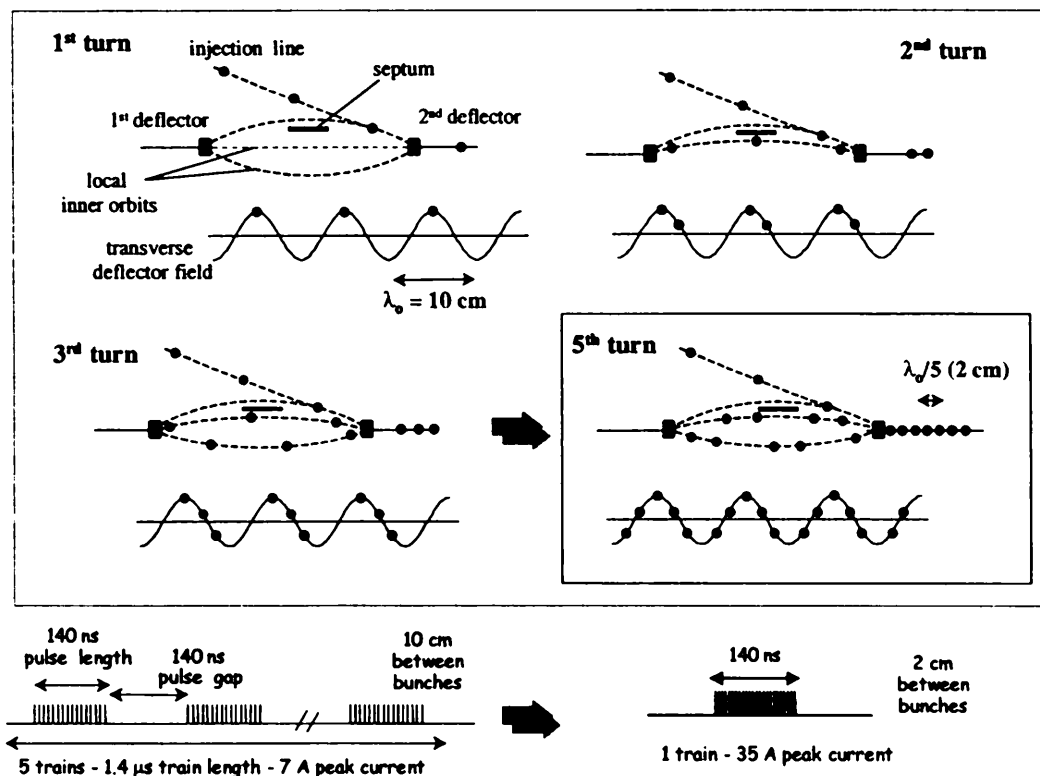 1st turn
injection line
septum
1st deflector
2nd deflector
local
inner orbits
transverse
deflector field
λo = 10 cm
2nd turn
3rd turn
5th turn
λo/5 (2 cm)
140 ns
pulse length
140 ns
pulse gap
10 cm
between
bunches
5 trains - 1.4 μs train length - 7 A peak current
140 ns
2 cm
between
bunches
1 train - 35 A peak current